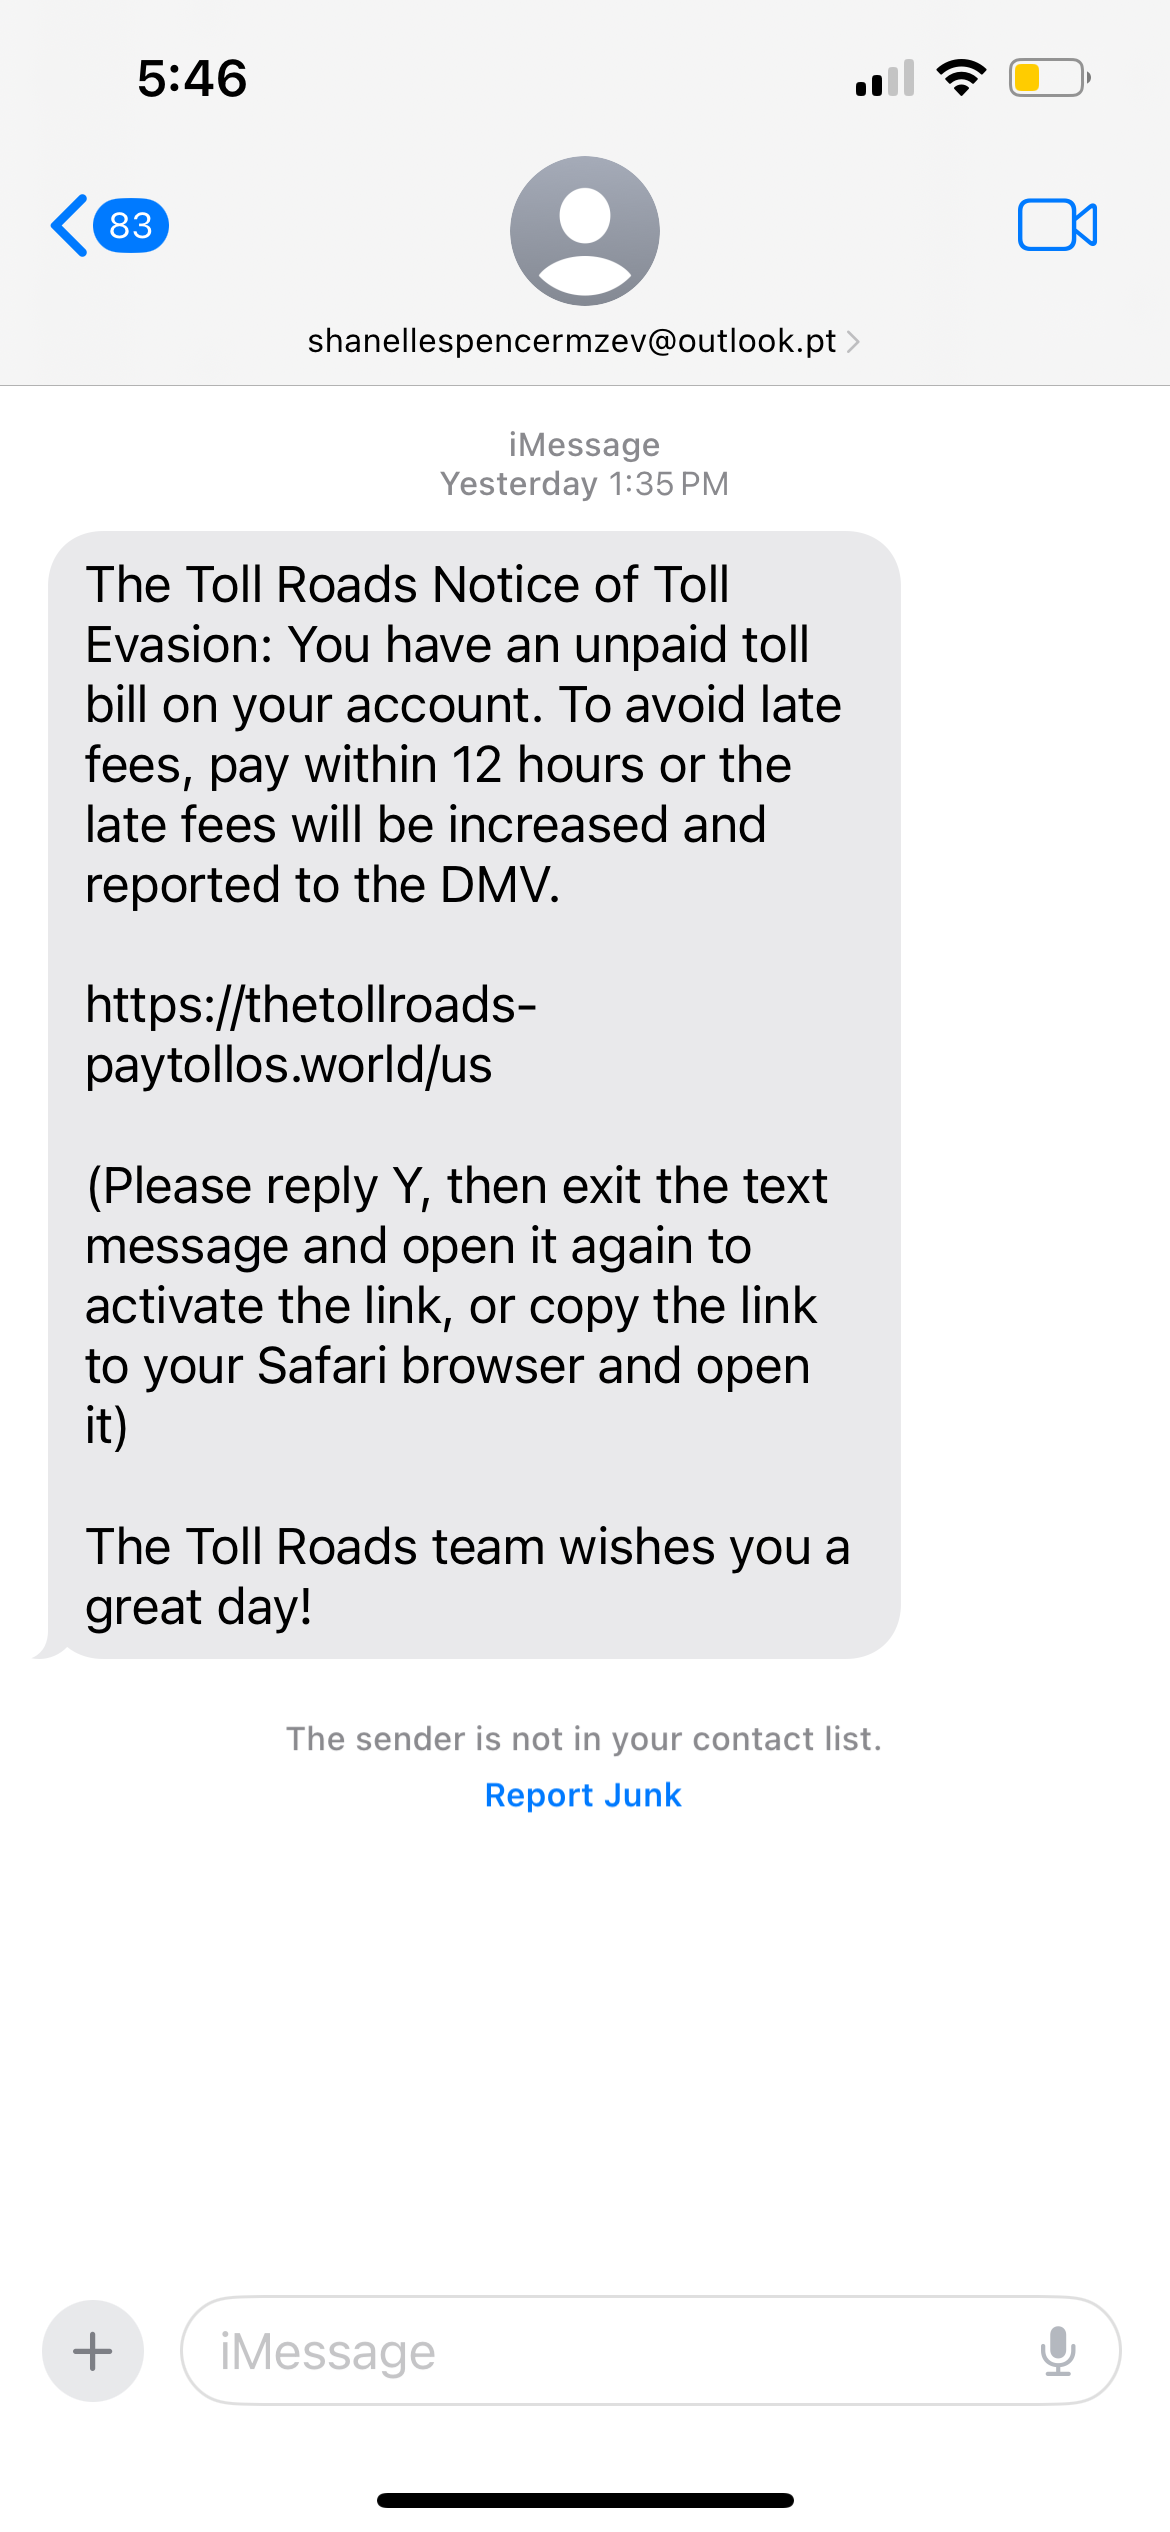 5:46
83
shanellespencermzev@outlook.pt
iMessage
Yesterday 1:35 PM
The Toll Roads Notice of Toll
Evasion: You have an unpaid toll
bill on your account. To avoid late
fees, pay within 12 hours or the
late fees will be increased and
reported to the DMV.
https://thetollroads-
paytollos.world/us
(Please reply Y, then exit the text
message and open it again to
activate the link, or copy the link
to your Safari browser and open
it)
The Toll Roads team wishes you a
great day!
The sender is not in your contact list.
Report Junk
iMessage